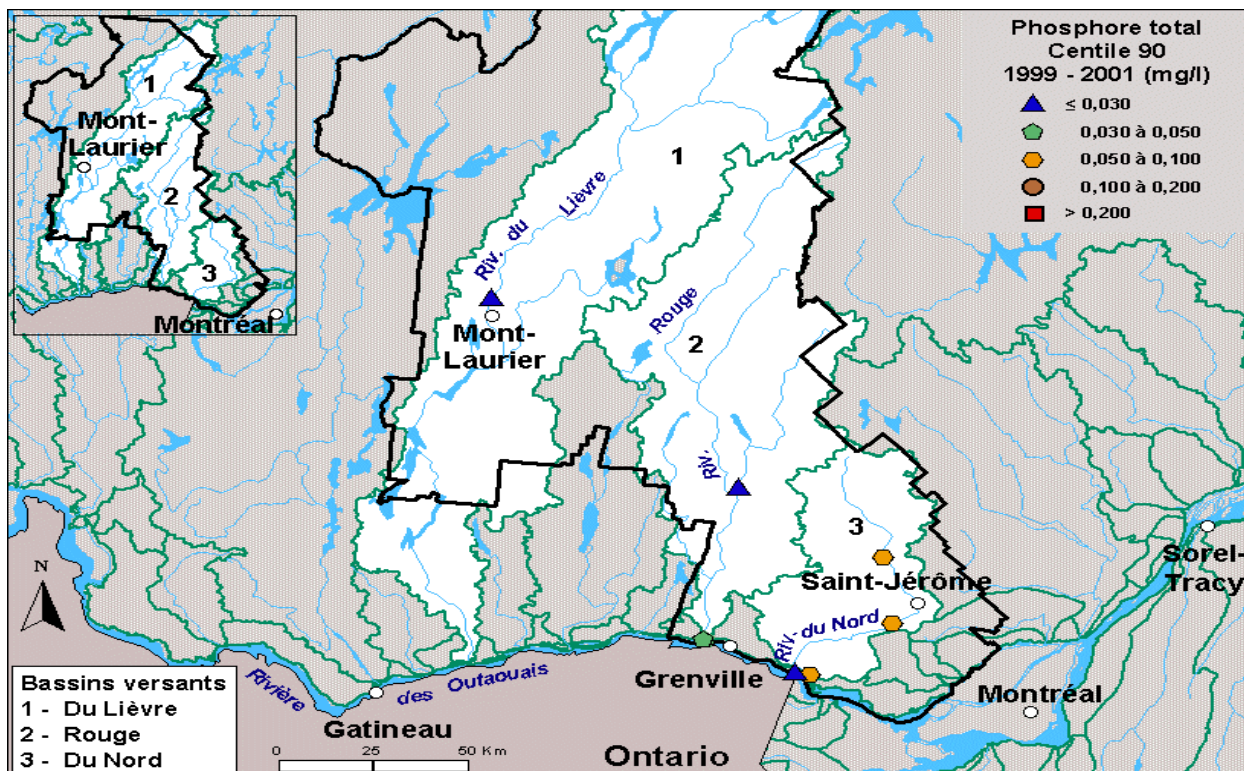 1
Mont-
Laurier
2
3
Montréal
Phosphore total
Centile 90
1999 - 2001 (mg/l)
≤ 0,030
0,030 à 0,050
0,050 à 0,100
0,100 à 0,200
> 0,200
1
Riv. du Lièvre
Mont-
Laurier
Riv. Rouge
2
3
Saint-Jérôme
Sorel-
Tracy
Riv. du Nord
N
Grenville
Montréal
Rivière des Outaouais
Gatineau
Ontario
0 25 50 Km
Bassins versants
1 - Du Lièvre
2 - Rouge
3 - Du Nord